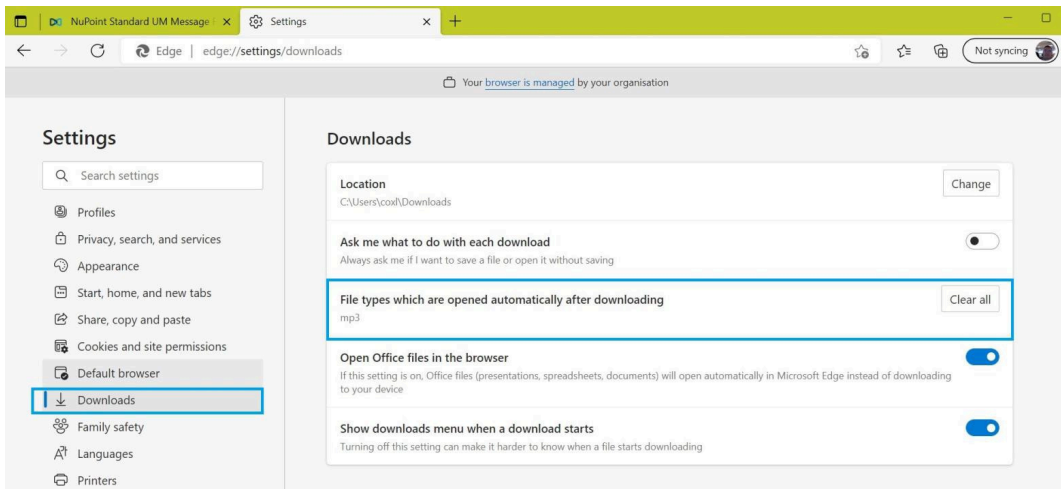 NuPoint Standard UM Message
Settings
Edge | edge://settings/downloads
Not syncing
Your browser is managed by your organisation
Settings
Search settings
Profiles
Privacy, search, and services
Appearance
Start, home, and new tabs
Share, copy and paste
Cookies and site permissions
Default browser
Downloads
Family safety
Languages
Printers
Downloads
Location
Change
C:\Users\coxl\Downloads
Ask me what to do with each download
Always ask me if I want to save a file or open it without saving
File types which are opened automatically after downloading
Clear all
mp3
Open Office files in the browser
If this setting is on, Office files (presentations, spreadsheets, documents) will open automatically in Microsoft Edge instead of downloading
to your device
Show downloads menu when a download starts
Turning off this setting can make it harder to know when a file starts downloading